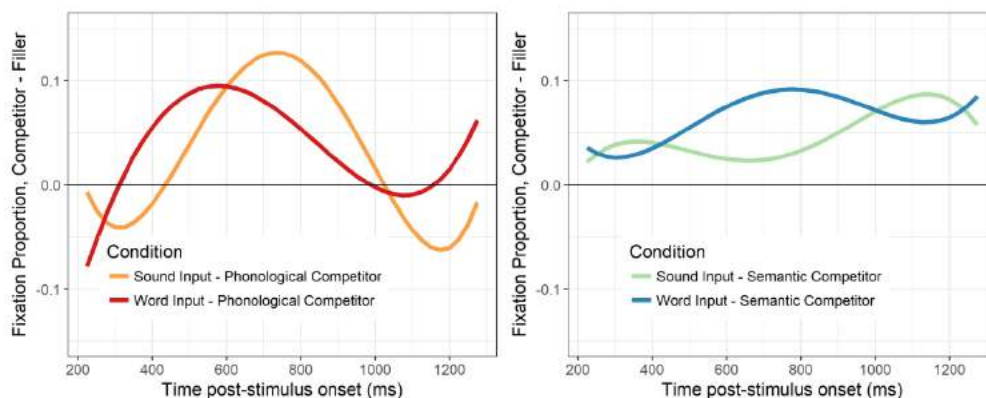 Fixation Proportion, Competitor - Filler
0.1
0.0
-0.1
Condition
Sound Input - Phonological Competitor
Word Input - Phonological Competitor
200 400 600 800 1000 1200
Time post-stimulus onset (ms)
Fixation Proportion, Competitor - Filler
0.1
0.0
-0.1
Condition
Sound Input - Semantic Competitor
Word Input - Semantic Competitor
200 400 600 800 1000 1200
Time post-stimulus onset (ms)